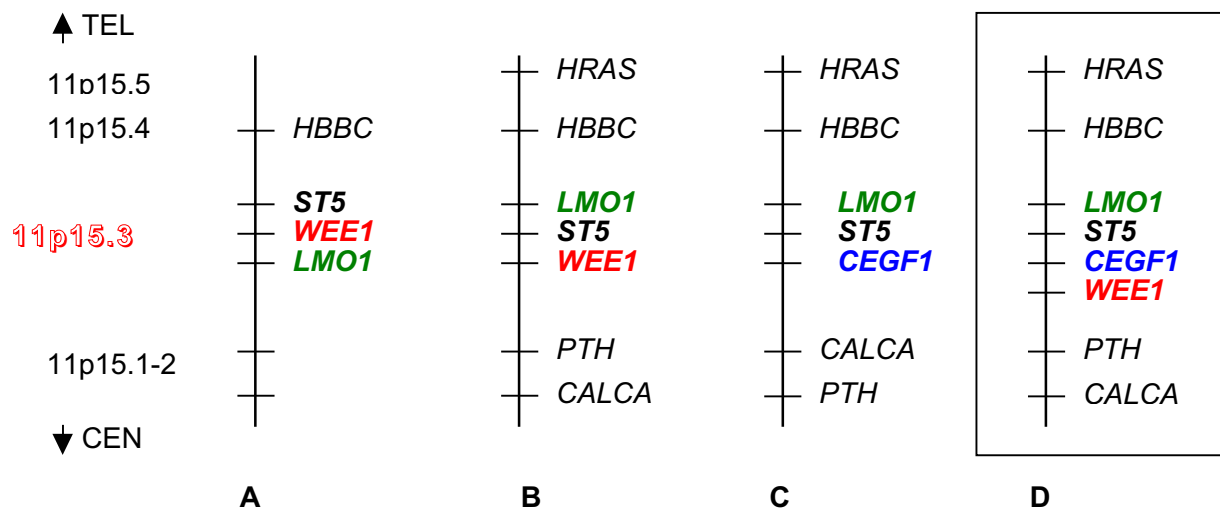 TEL
11p15.5
11p15.4
11p15.3
11p15.1-2
CEN
HBBC
ST5
WEE1
LMO1
A
HRAS
HBBC
LMO1
ST5
WEE1
PTH
CALCA
B
HRAS
HBBC
LMO1
ST5
CEGF1
CALCA
PTH
C
HRAS
HBBC
LMO1
ST5
CEGF1
WEE1
PTH
CALCA
D